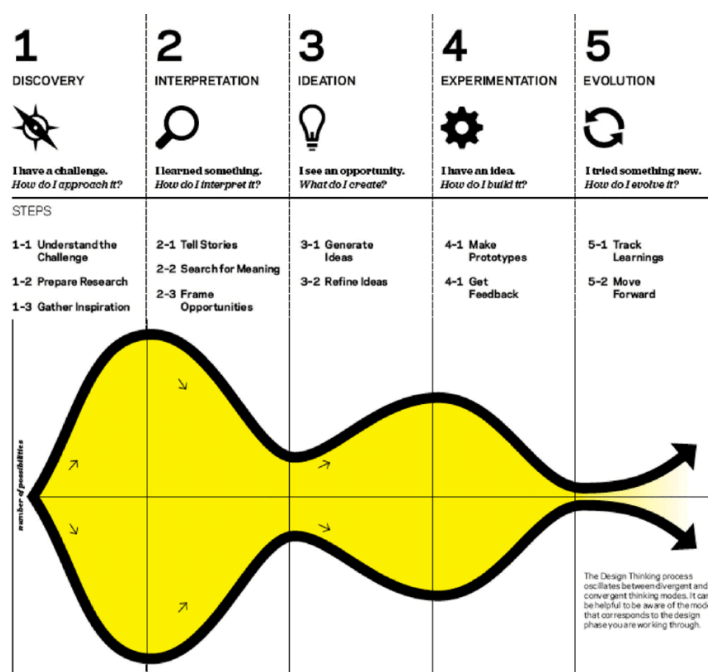 1
DISCOVERY
I have a challenge.
How do I approach it?
2
INTERPRETATION
I learned something.
How do I interpret it?
3
IDEATION
I see an opportunity.
What do I create?
4
EXPERIMENTATION
I have an idea.
How do I build it?
5
EVOLUTION
I tried something new.
How do I evolve it?
STEPS
1-1 Understand the
Challenge
1-2 Prepare Research
1-3 Gather Inspiration
2-1 Tell Stories
2-2 Search for Meaning
2-3 Frame
Opportunities
3-1 Generate
Ideas
3-2 Refine Ideas
4-1 Make
Prototypes
4-1 Get
Feedback
5-1 Track
Learnings
5-2 Move
Forward
number of possibilities
The Design Thinking process
oscillates between divergent and
convergent thinking modes. It can
be helpful to be aware of the mode
that corresponds to the design
phase you are working through.